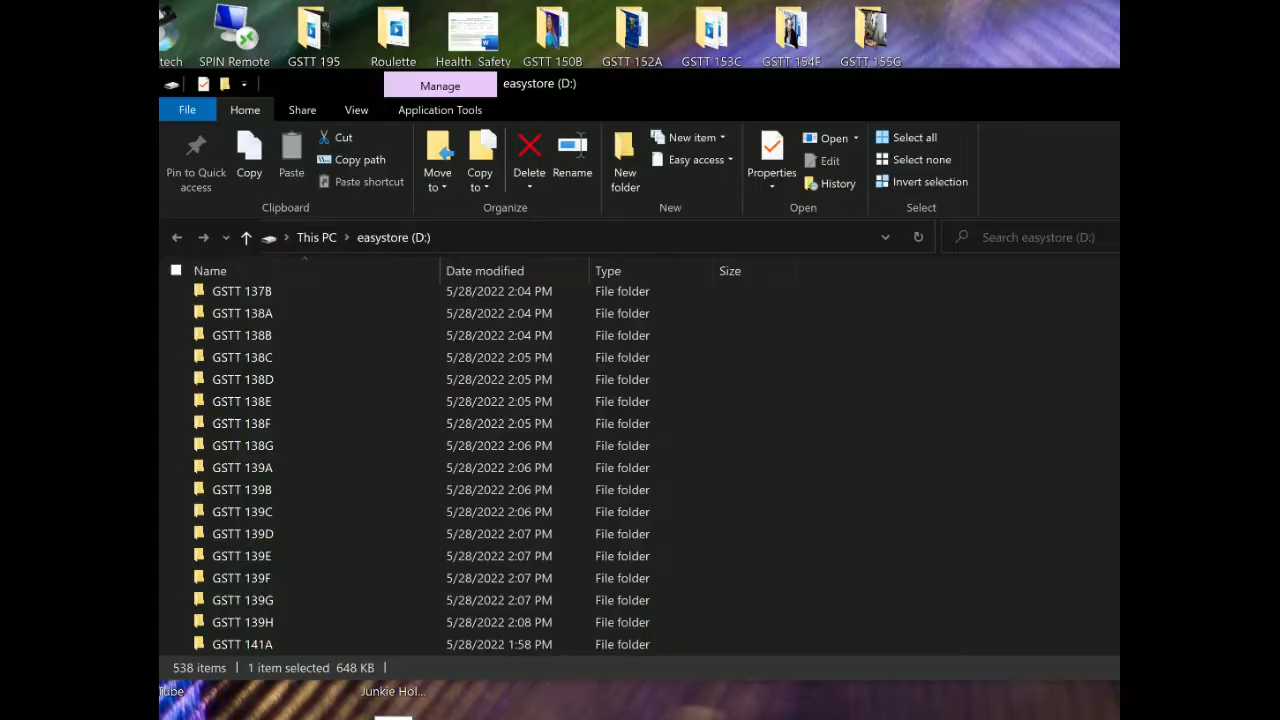 tech SPIN Remote GSTT 195 Roulette Health_Safety GSTT 150B GSTT 152A GSTT 153C GSTT 154F GSTT 155G
Manage easystore (D:)
File Home Share View Application Tools
Pin to Quick access Copy Paste Cut Copy path Paste shortcut Move to Copy to Delete Rename New folder New item Easy access Properties Open Edit History Select all Select none Invert selection
Clipboard Organize New Open Select
This PC easystore (D:) Search easystore (D:)
Name Date modified Type Size
GSTT 137B 5/28/2022 2:04 PM File folder
GSTT 138A 5/28/2022 2:04 PM File folder
GSTT 138B 5/28/2022 2:04 PM File folder
GSTT 138C 5/28/2022 2:05 PM File folder
GSTT 138D 5/28/2022 2:05 PM File folder
GSTT 138E 5/28/2022 2:05 PM File folder
GSTT 138F 5/28/2022 2:05 PM File folder
GSTT 138G 5/28/2022 2:06 PM File folder
GSTT 139A 5/28/2022 2:06 PM File folder
GSTT 139B 5/28/2022 2:06 PM File folder
GSTT 139C 5/28/2022 2:06 PM File folder
GSTT 139D 5/28/2022 2:07 PM File folder
GSTT 139E 5/28/2022 2:07 PM File folder
GSTT 139F 5/28/2022 2:07 PM File folder
GSTT 139G 5/28/2022 2:07 PM File folder
GSTT 139H 5/28/2022 2:08 PM File folder
GSTT 141A 5/28/2022 1:58 PM File folder
538 items 1 item selected 648 KB
Tube Junkie Hol...